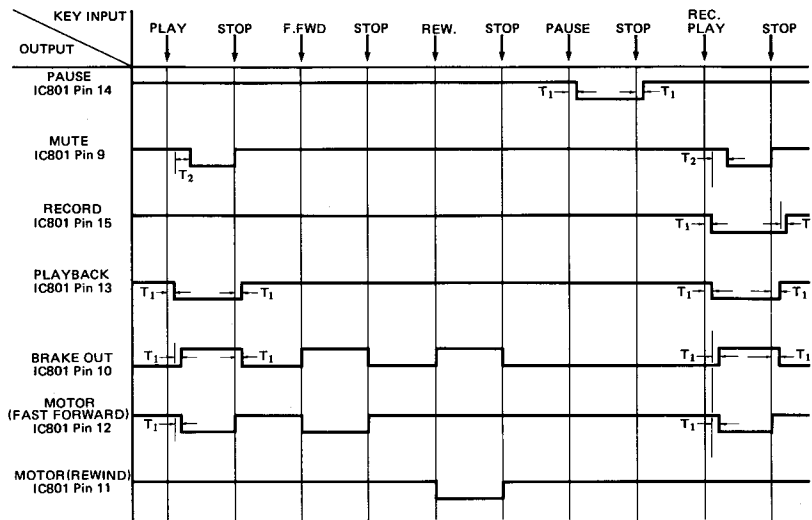 KEY INPUT
OUTPUT
PLAY STOP F.FWD STOP REW. STOP PAUSE STOP REC. PLAY STOP
PAUSE
IC801 Pin 14
T1 T1
MUTE
IC801 Pin 9
T2 T2
RECORD
IC801 Pin 15
T1 T
PLAYBACK
IC801 Pin 13
T1 T1 T1 T1
BRAKE OUT
IC801 Pin 10
T1 T1 T1 T1
MOTOR
(FAST FORWARD)
IC801 Pin 12
T1 T1
MOTOR(REWIND)
IC801 Pin 11